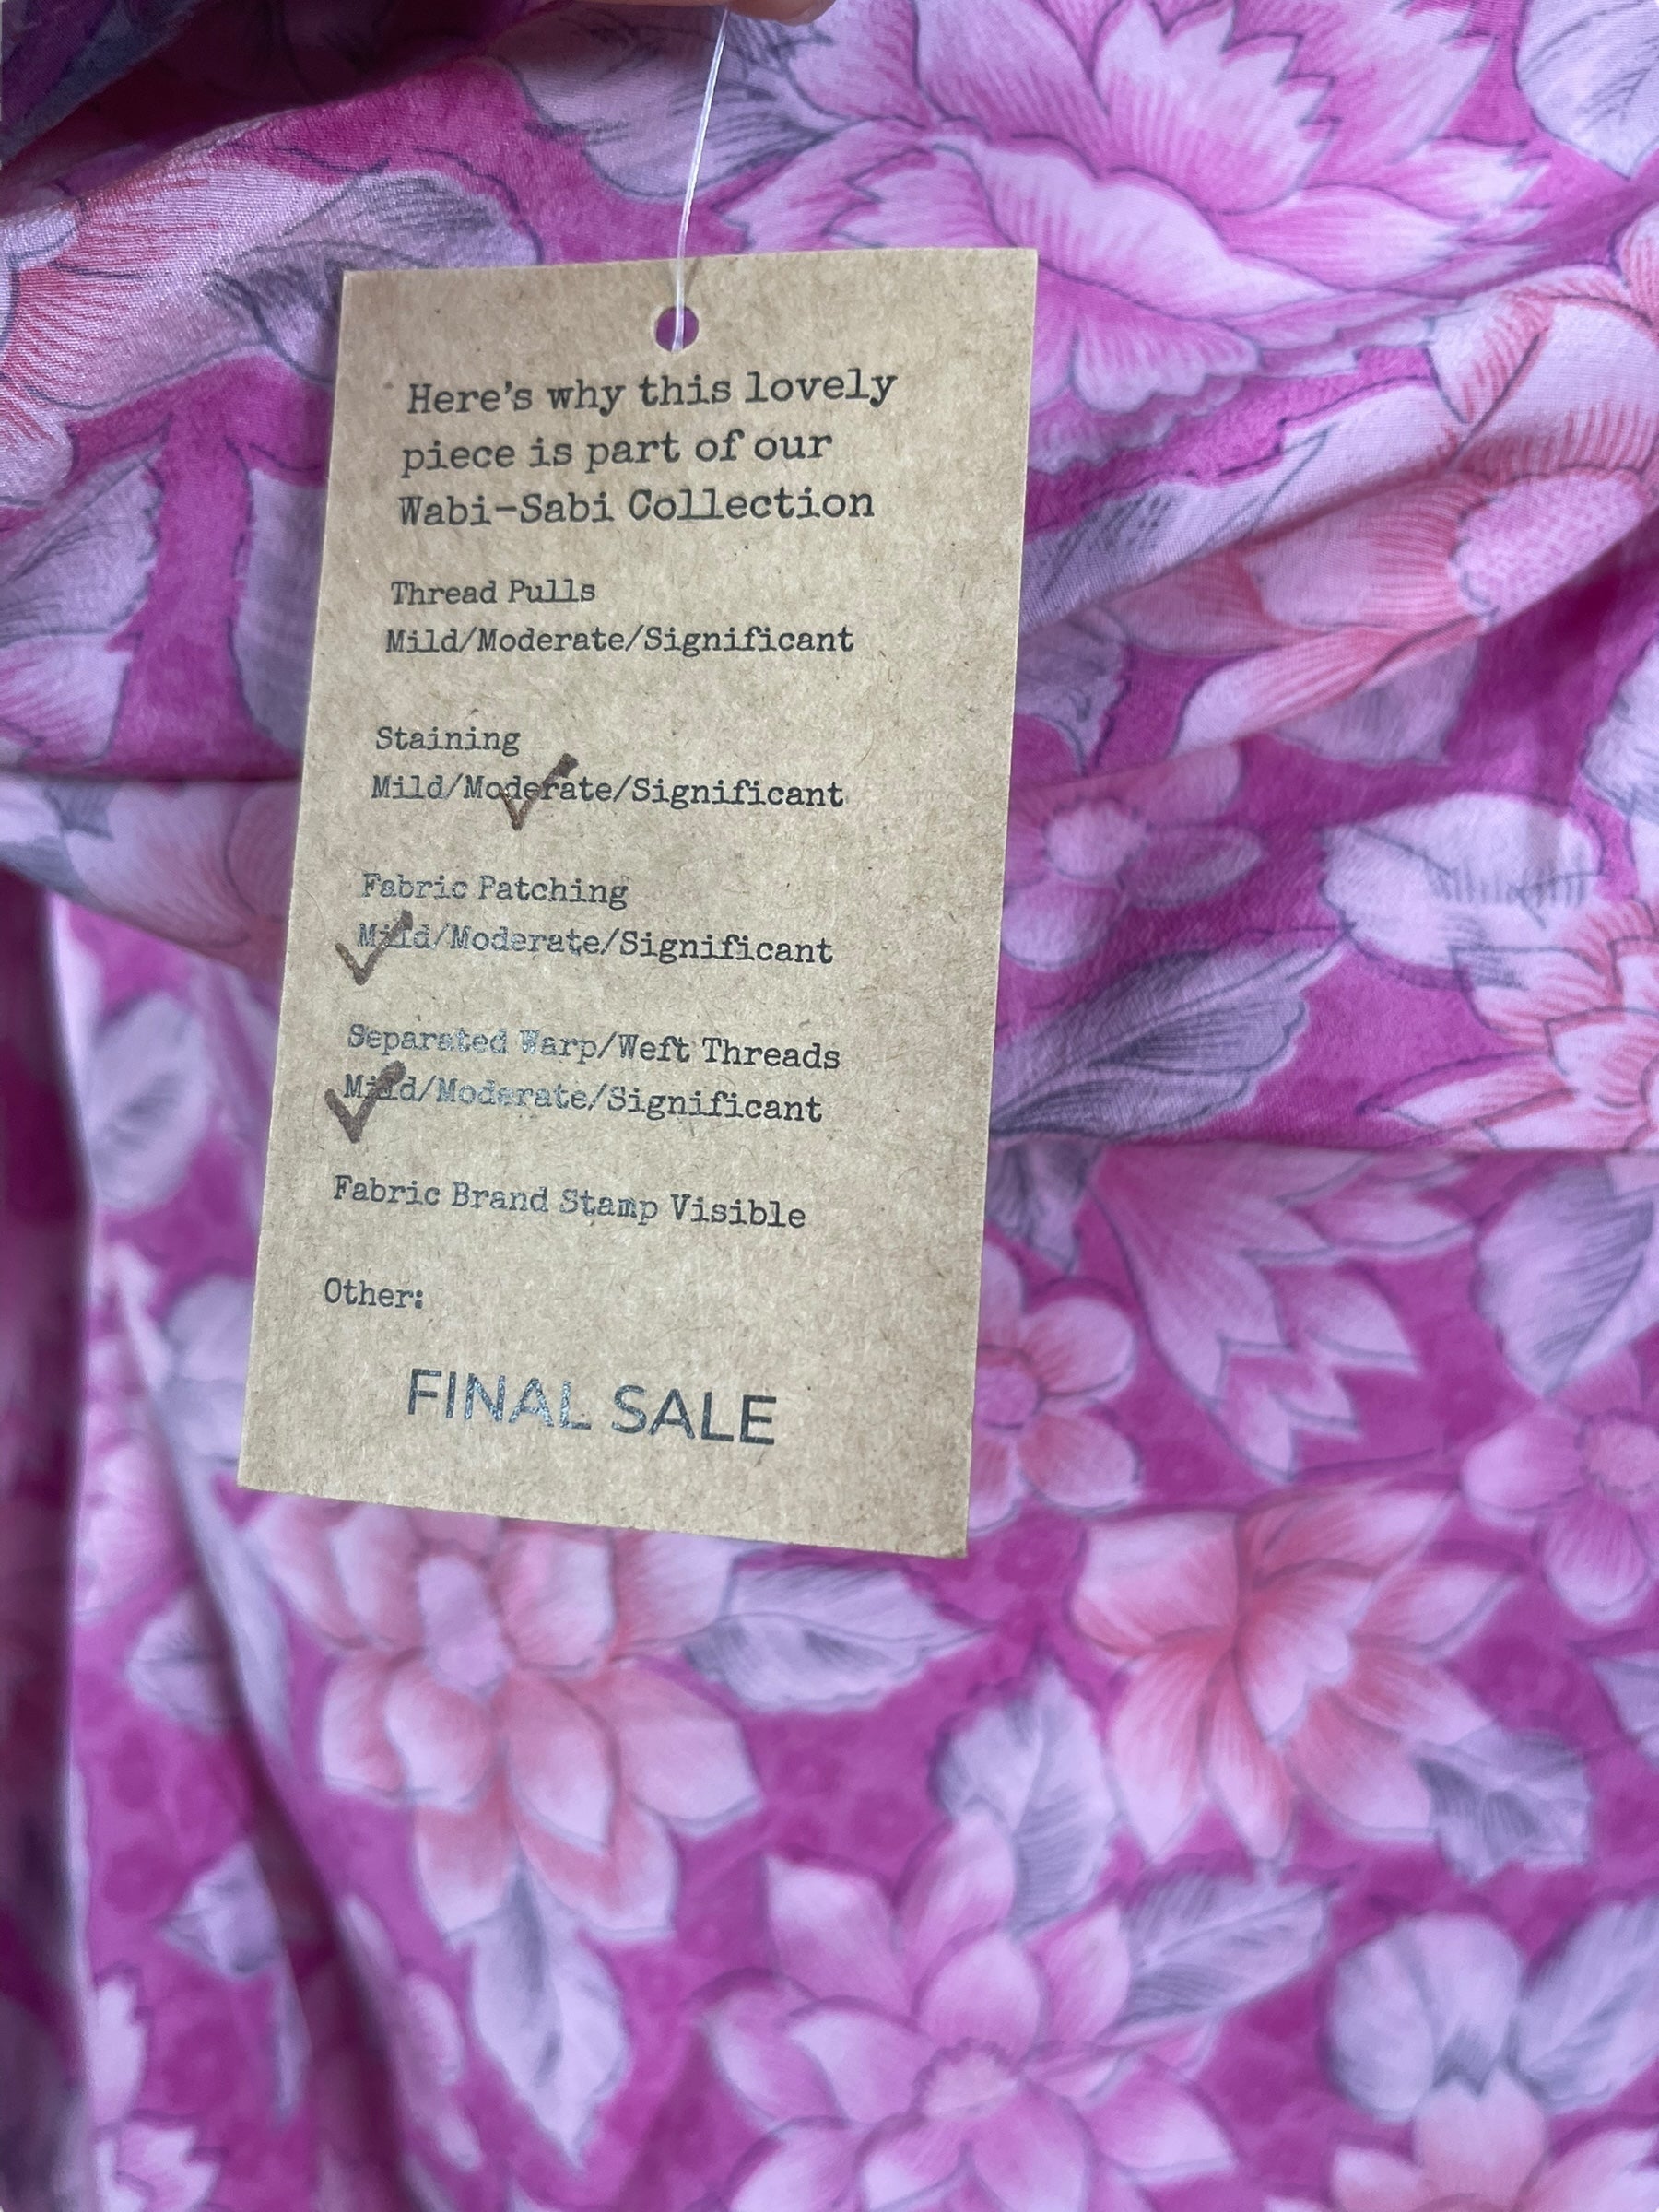 Here's why this lovely
piece is part of our
Wabi-Sabi Collection
Thread Pulls
Mild/Moderate/Significant
Staining
Mild/Moderate/Significant
Fabric Patching
Mild/Moderate/Significant
Separated Warp/Weft Threads
Mild/Moderate/Significant
Fabric Brand Stamp Visible
Other:
FINAL SALE